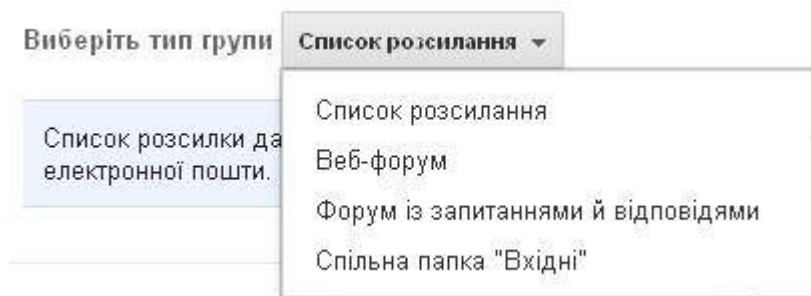 Виберіть тип групи Список розсилання
Список розсилання
Список розсилки да
Веб-форум
електронної пошти.
Форум із запитаннями й відповідями
Спільна папка "Вхідні"